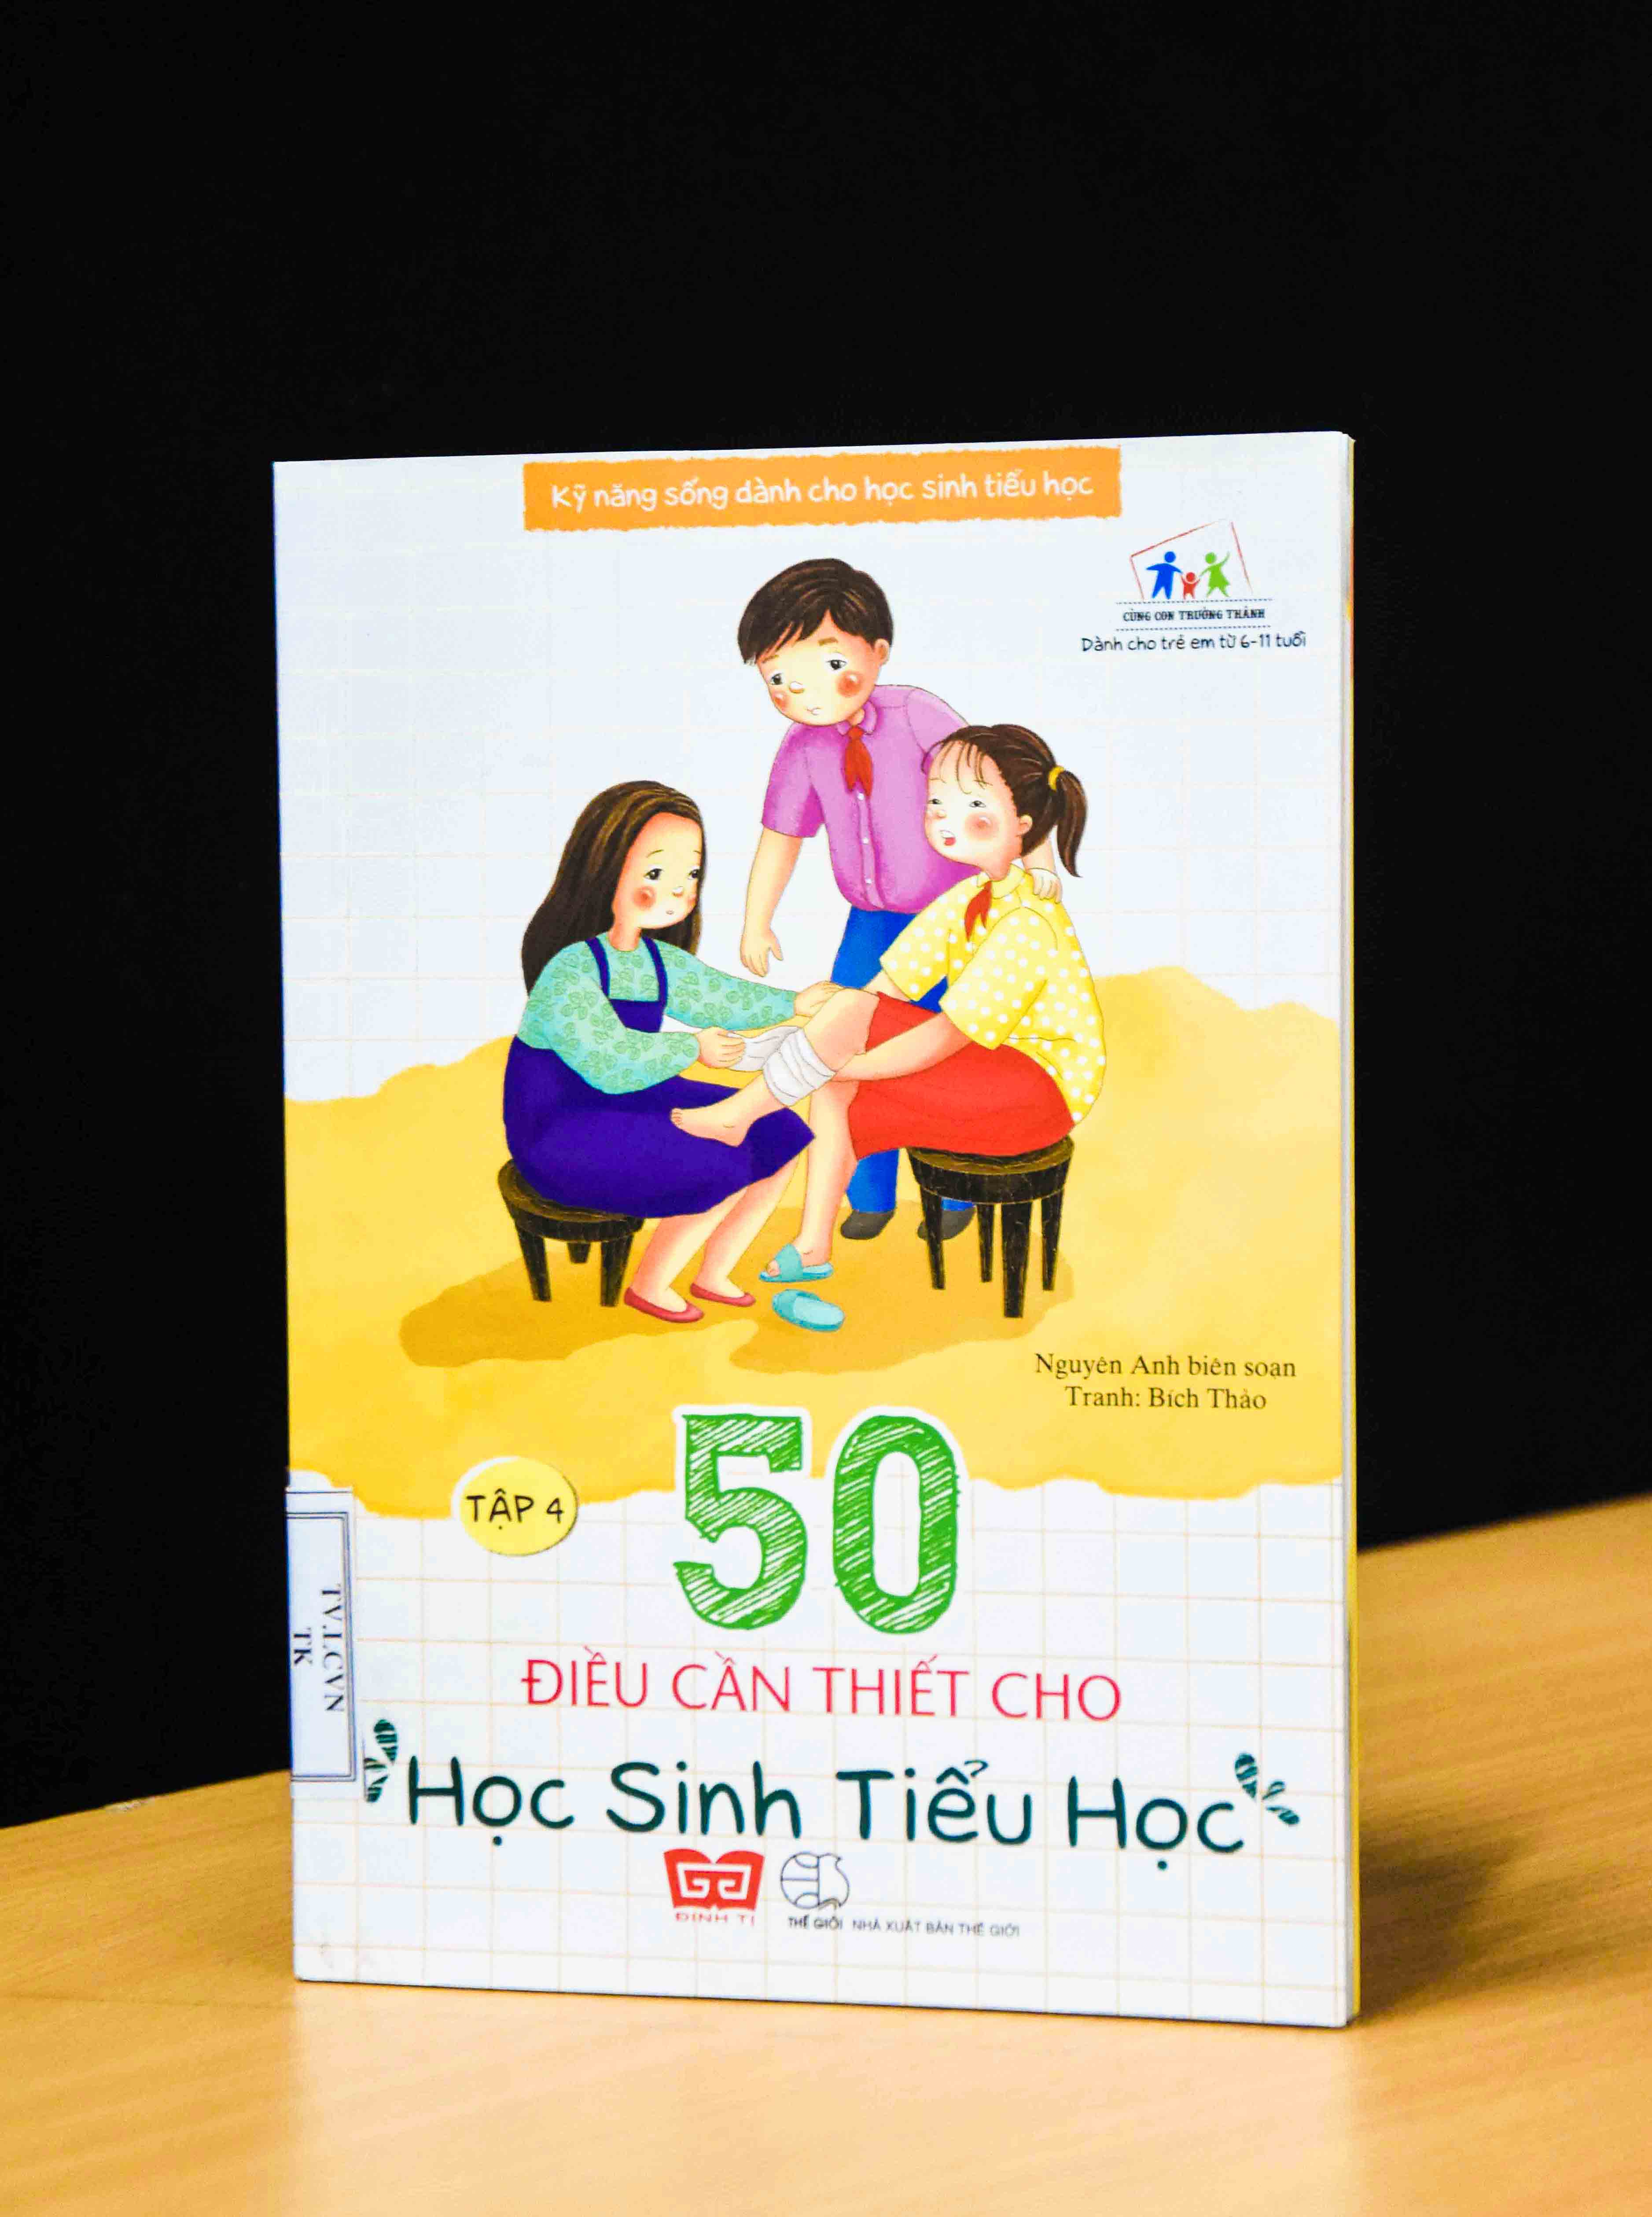 Kỹ năng sống dành cho học sinh tiểu học
CÙNG CON TRƯỞNG THÀNH
Dành cho trẻ em từ 6-11 tuổi
Nguyên Anh biên soạn
Tranh: Bích Thảo
TẬP 4
50
ĐIỀU CẦN THIẾT CHO
Học Sinh Tiểu Học
TV.LCVN
TK
ĐINH TỊ
THẾ GIỚI NHÀ XUẤT BẢN THẾ GIỚI